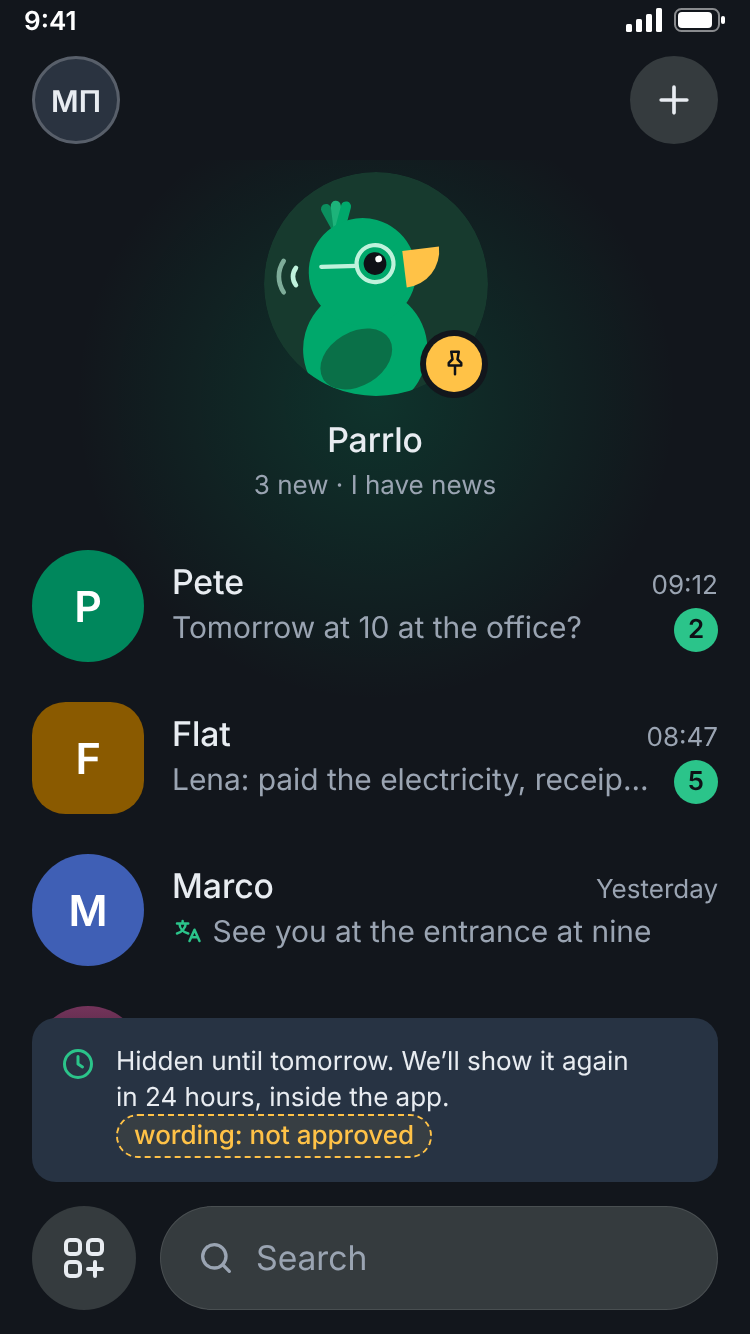 9:41
МП
Parrlo
3 new · I have news
P
Pete
09:12
Tomorrow at 10 at the office?
2
F
Flat
08:47
Lena: paid the electricity, receip...
5
M
Marco
Yesterday
See you at the entrance at nine
Hidden until tomorrow. We’ll show it again
in 24 hours, inside the app.
wording: not approved
Search